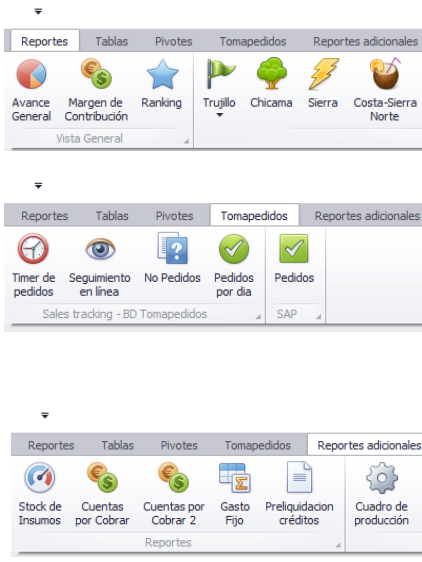 Reportes Tablas Pivotes Tomapedidos Reportes adicionales
Avance Margen de Ranking Trujillo Chicama Sierra Costa-Sierra
General Contribución Norte
Vista General
Reportes Tablas Pivotes Tomapedidos Reportes adicionales
Timer de Seguimiento No Pedidos Pedidos Pedidos
pedidos en línea por dia
Sales tracking - BD Tomapedidos SAP
Reportes Tablas Pivotes Tomapedidos Reportes adicionales
Stock de Cuentas Cuentas por Gasto Preliquidacion Cuadro de
Insumos por Cobrar Cobrar 2 Fijo créditos producción
Reportes